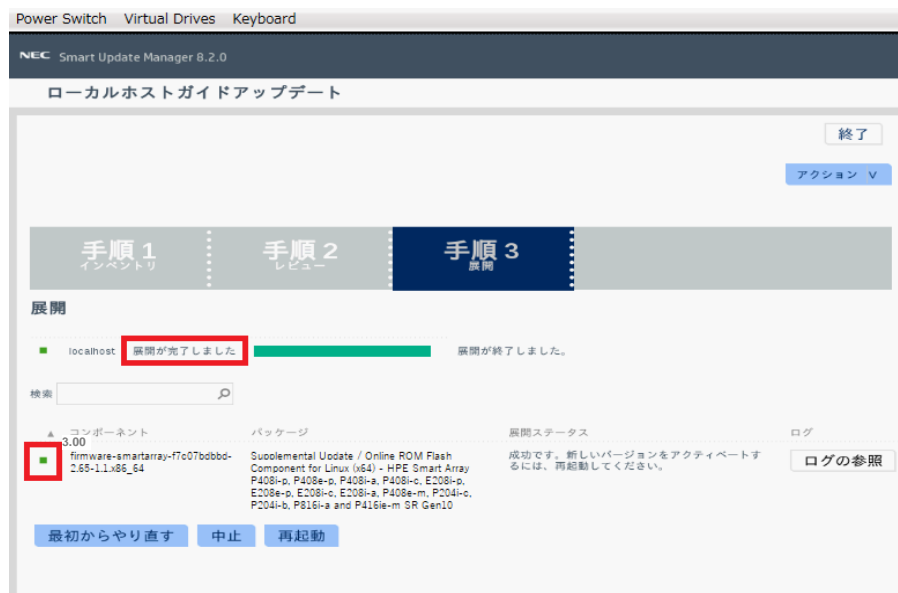 Power Switch Virtual Drives Keyboard
NEC Smart Update Manager 8.2.0
ローカルホストガイドアップデート
終了
アクション ∨
手順 1
インベントリ
手順 2
レビュー
手順 3
展開
展開
localhost 展開が完了しました 展開が終了しました。
検索
コンポーネント パッケージ 展開ステータス ログ
3.00
firmware-smartarray-f7c07bdbbd-
2.65-1.1.x86_64
Supplemental Update / Online ROM Flash
Component for Linux (x64) - HPE Smart Array
P408i-p, P408e-p, P408i-a, P408i-c, E208i-p,
E208e-p, E208i-c, E208i-a, P408e-m, P204i-c,
P204i-b, P816i-a and P416ie-m SR Gen10
成功です。新しいバージョンをアクティベートす
るには、再起動してください。
ログの参照
最初からやり直す 中止 再起動